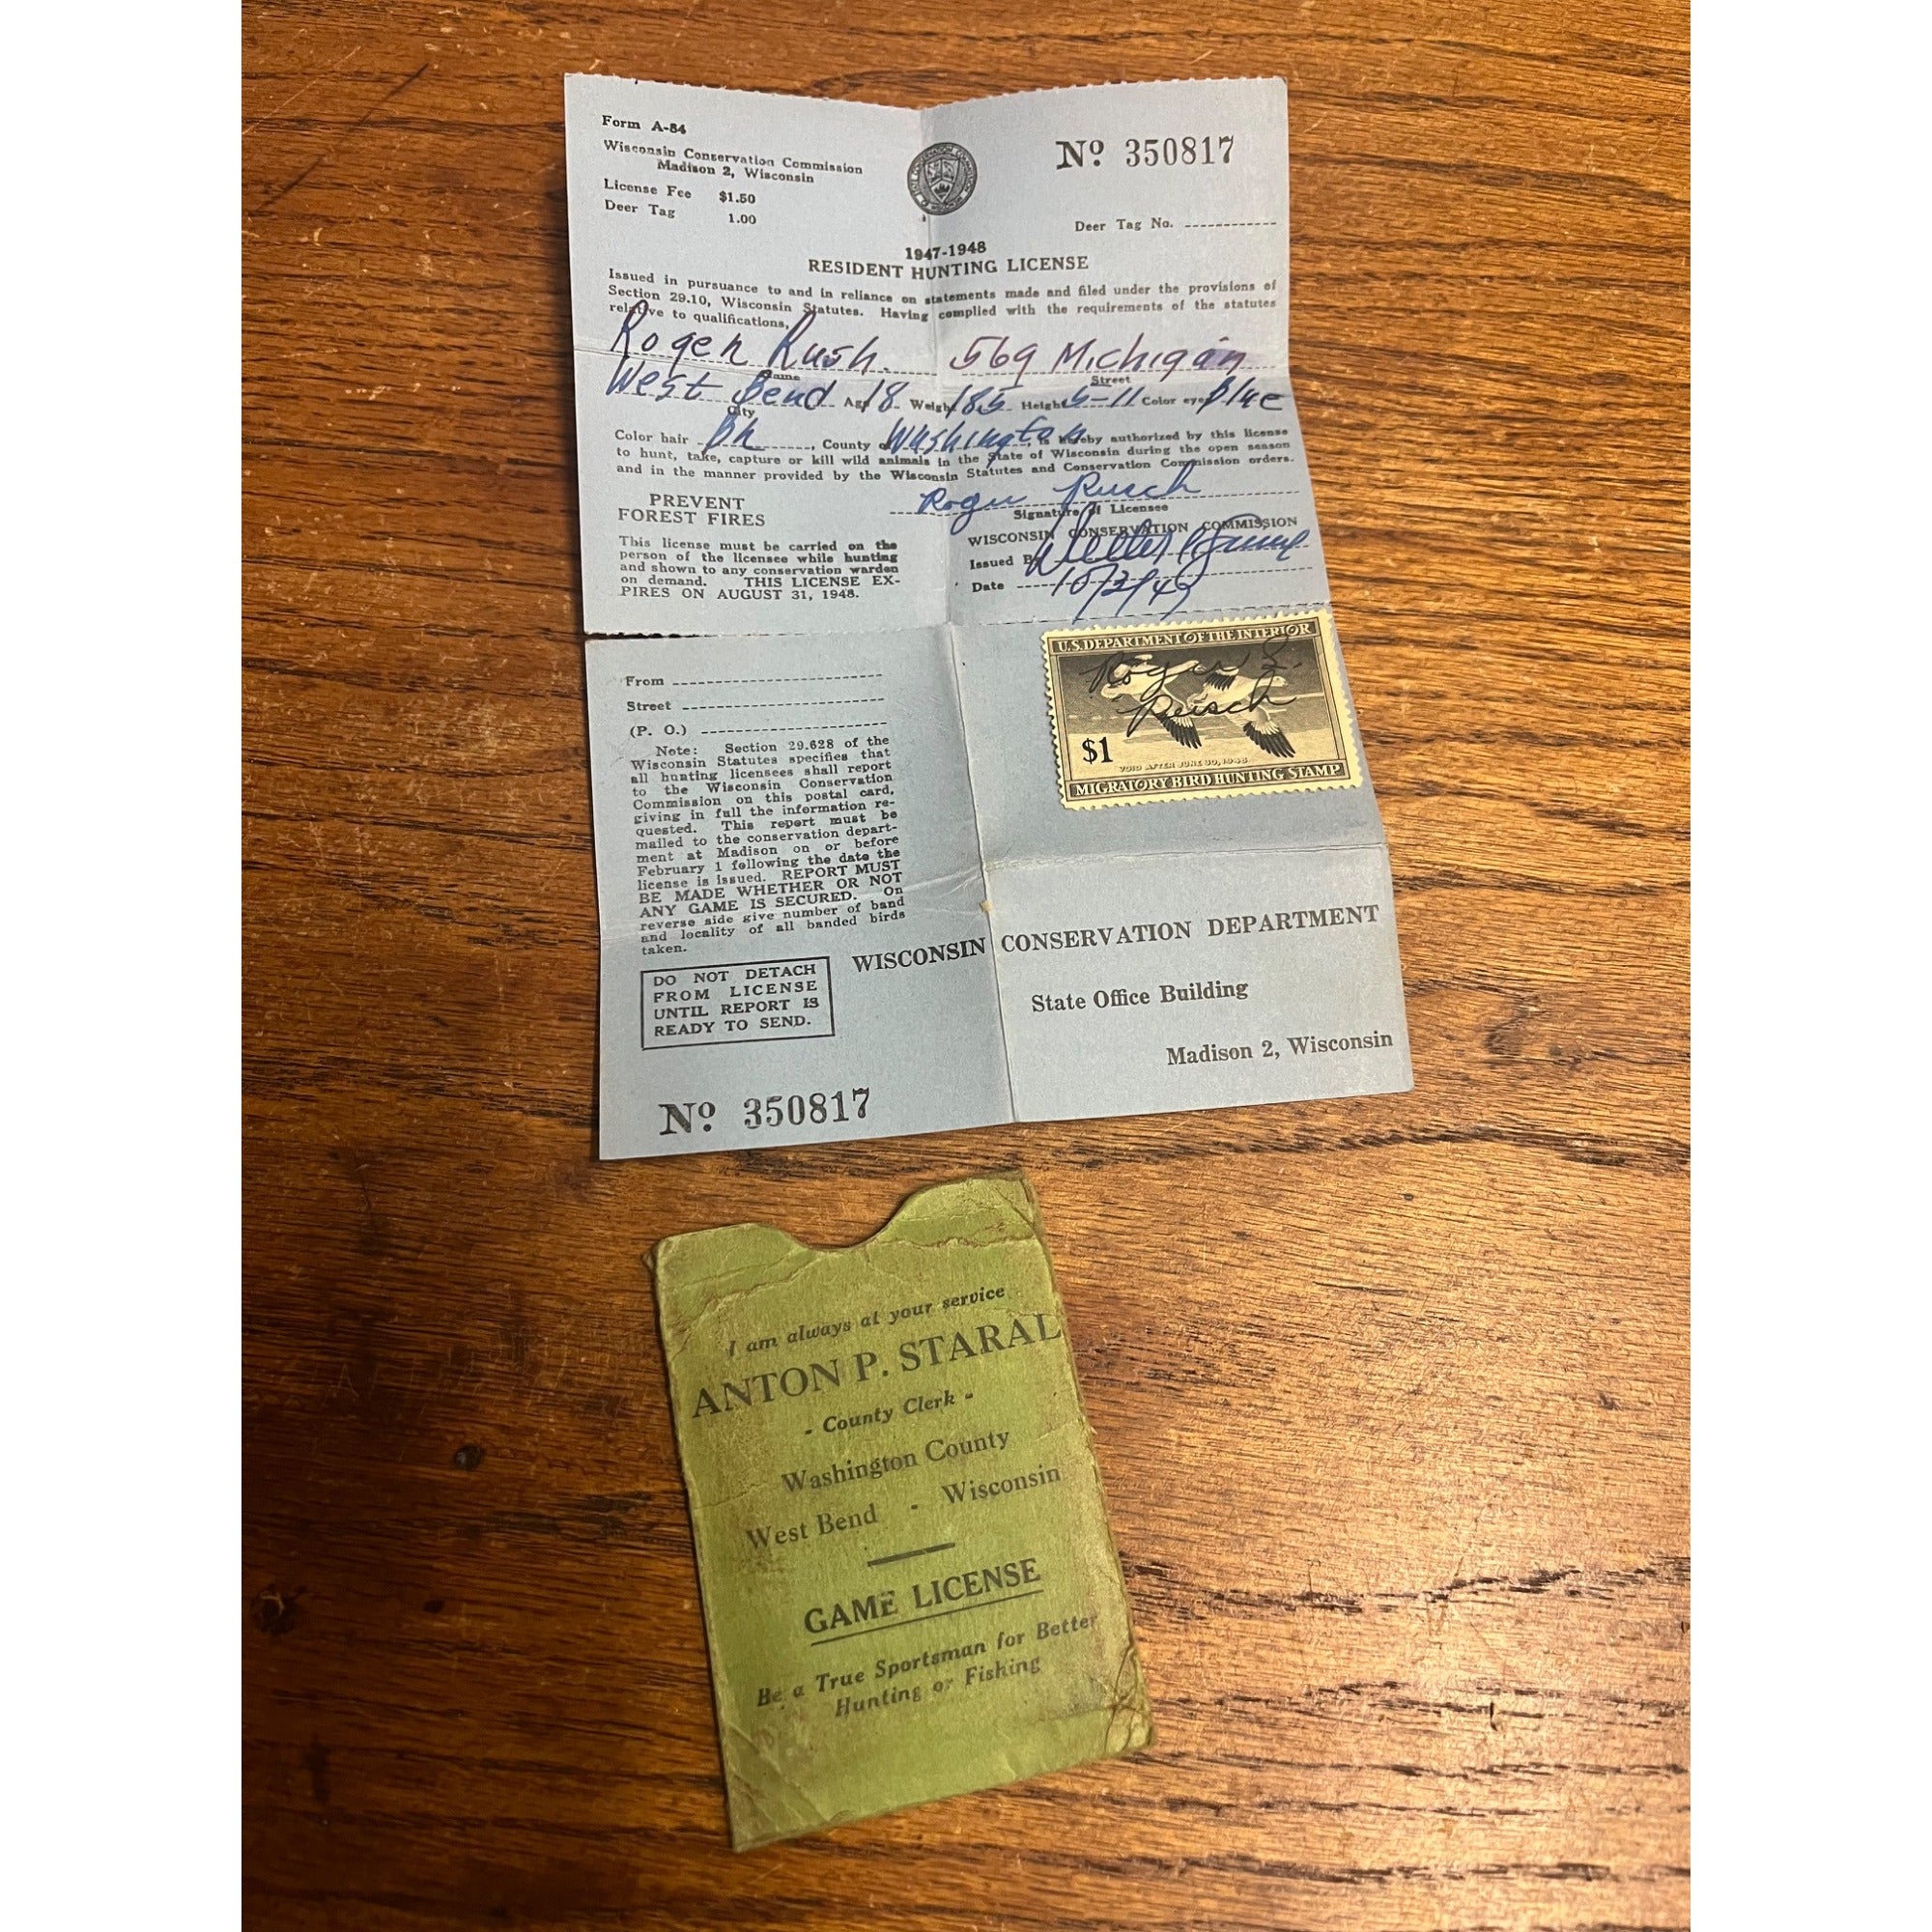 Form A-84
Wisconsin Conservation Commission
Madison 2, Wisconsin
License Fee $1.50
Deer Tag 1.00
No. 350817
Deer Tag No.
1947-1948
RESIDENT HUNTING LICENSE
Issued in pursuance to and in reliance on statements made and filed under the provisions of
Section 29.10, Wisconsin Statutes. Having complied with the requirements of the statutes
relative to qualifications,
Roger Rush. 569 Michigan
Name Street
West Bend Age 18 Weight 185 Height 5-11 Color eyes Blue
City
Color hair Bn, County of Washington, is hereby authorized by this license
to hunt, take, capture or kill wild animals in the State of Wisconsin during the open season
and in the manner provided by the Wisconsin Statutes and Conservation Commission orders.
Roger Rusch
Signature of Licensee
PREVENT
FOREST FIRES
This license must be carried on the
person of the licensee while hunting
and shown to any conservation warden
on demand. THIS LICENSE EX-
PIRES ON AUGUST 31, 1948.
WISCONSIN CONSERVATION COMMISSION
Issued By
Date
From
Street
(P. O.)
Note: Section 29.628 of the
Wisconsin Statutes specifies that
all hunting licensees shall report
to the Wisconsin Conservation
Commission on this postal card,
giving in full the information re-
quested. This report must be
mailed to the conservation depart-
ment at Madison on or before
February 1 following the date the
license is issued. REPORT MUST
BE MADE WHETHER OR NOT
ANY GAME IS SECURED. On
reverse side give number of band
and locality of all banded birds
taken.
DO NOT DETACH
FROM LICENSE
UNTIL REPORT IS
READY TO SEND.
No. 350817
U.S. DEPARTMENT OF THE INTERIOR
Roger L.
Rusch
$1
VOID AFTER JUNE 30, 1948
MIGRATORY BIRD HUNTING STAMP
WISCONSIN CONSERVATION DEPARTMENT
State Office Building
Madison 2, Wisconsin
I am always at your service
ANTON P. STARAL
- County Clerk -
Washington County
West Bend - Wisconsin
GAME LICENSE
Be a True Sportsman for Better
Hunting or Fishing